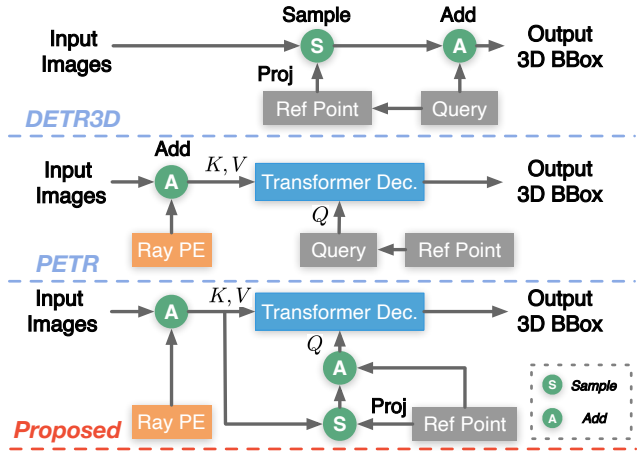 Sample
Add
Input
Images
S
A
Output
3D BBox
Proj
Ref Point
Query
DETR3D
Add
Input
Images
A
K, V
Transformer Dec.
Output
3D BBox
Q
Ray PE
Query
Ref Point
PETR
Input
Images
A
K, V
Transformer Dec.
Output
3D BBox
Q
A
S Sample
Ray PE
S
Proj
Ref Point
A Add
Proposed